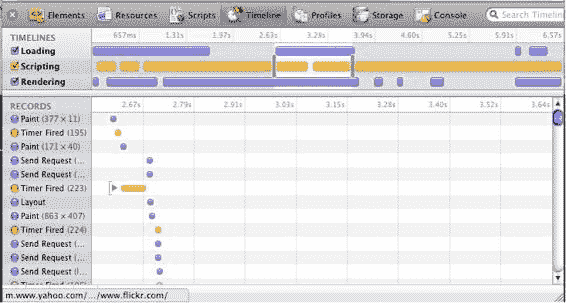 Elements Resources Scripts Timeline Profiles Storage Console Search Timelin
TIMELINES 657ms 1.31s 1.97s 2.63s 3.28s 3.94s 4.60s 5.25s 5.91s 6.57s
Loading
Scripting
Rendering
RECORDS 2.67s 2.79s 2.91s 3.03s 3.15s 3.28s 3.40s 3.52s 3.64s
Paint (377 × 11)
Timer Fired (195)
Paint (171 × 40)
Send Request (...
Send Request (...
Timer Fired (223)
Layout
Paint (863 × 407)
Timer Fired (224)
Send Request (...
Send Request (...
Send Request (l...
m.www.yahoo.com/.../www.flickr.com/